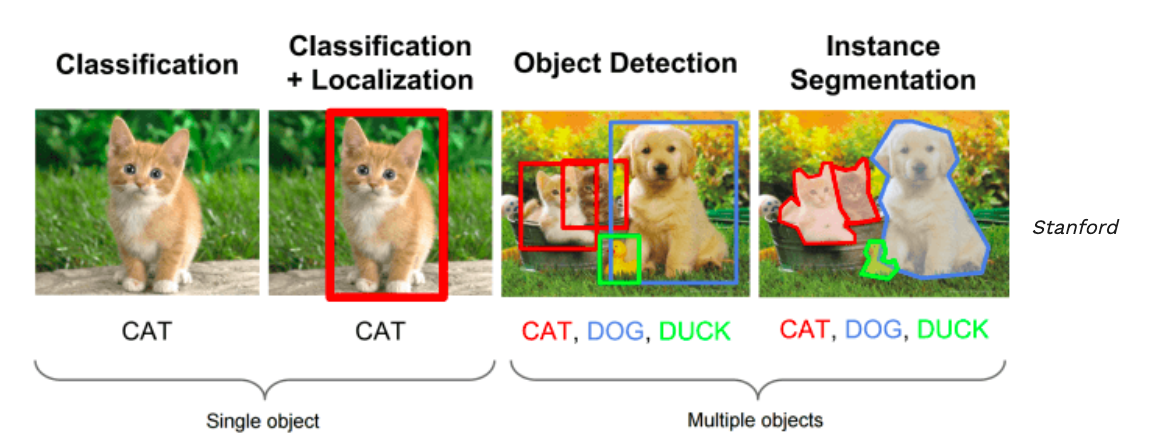 Classification
Classification
+ Localization
Object Detection
Instance
Segmentation
Stanford
CAT
CAT
CAT, DOG, DUCK
CAT, DOG, DUCK
Single object
Multiple objects